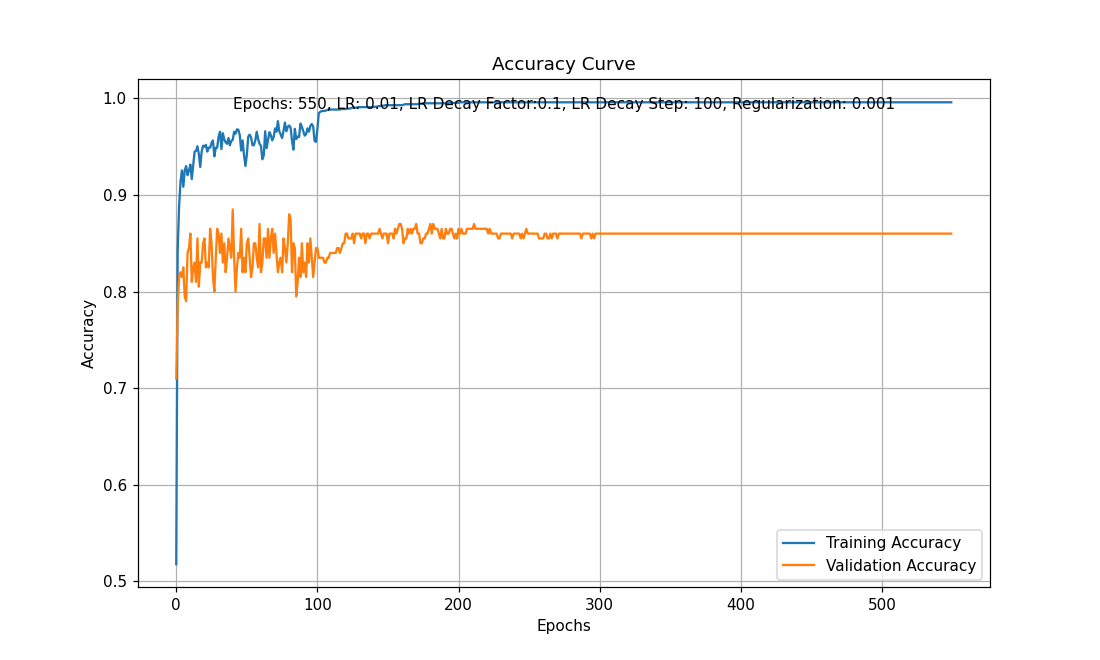 Accuracy Curve
Epochs: 550, LR: 0.01, LR Decay Factor:0.1, LR Decay Step: 100, Regularization: 0.001
1.0
0.9
0.8
0.7
0.6
0.5
Accuracy
Training Accuracy
Validation Accuracy
0 100 200 300 400 500
Epochs